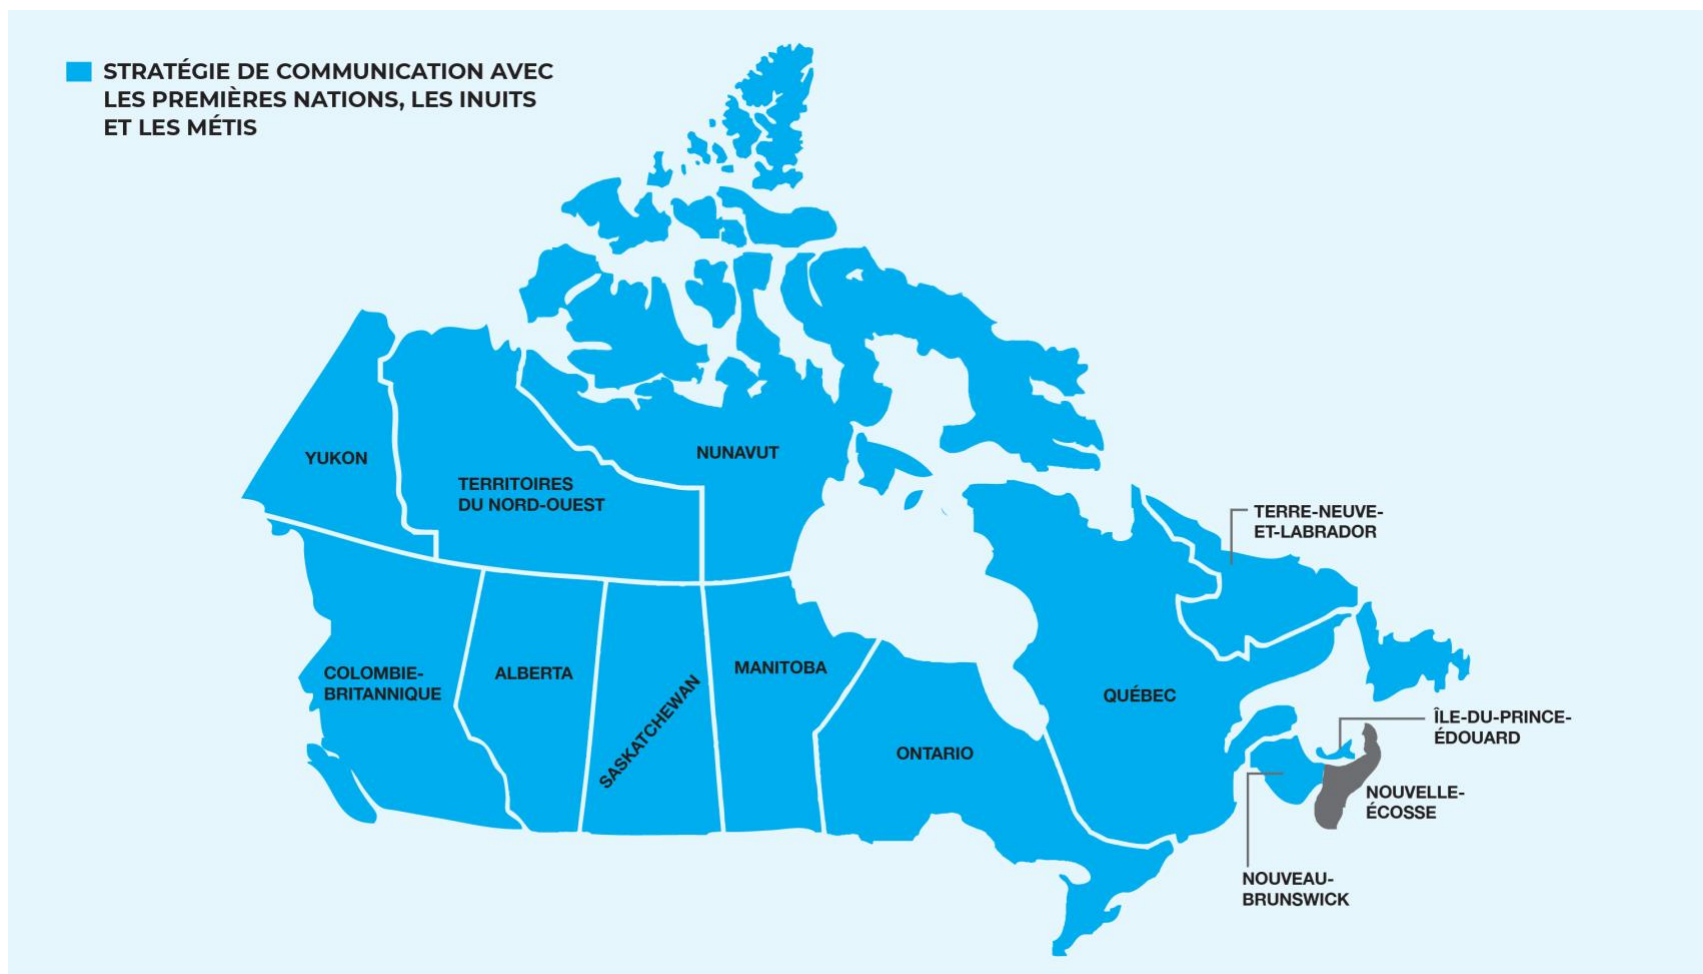 STRATÉGIE DE COMMUNICATION AVEC
LES PREMIÈRES NATIONS, LES INUITS
ET LES MÉTIS
YUKON
TERRITOIRES
DU NORD-OUEST
NUNAVUT
TERRE-NEUVE-
ET-LABRADOR
COLOMBIE-
BRITANNIQUE
ALBERTA
SASKATCHEWAN
MANITOBA
ONTARIO
QUÉBEC
ÎLE-DU-PRINCE-
ÉDOUARD
NOUVELLE-
ÉCOSSE
NOUVEAU-
BRUNSWICK